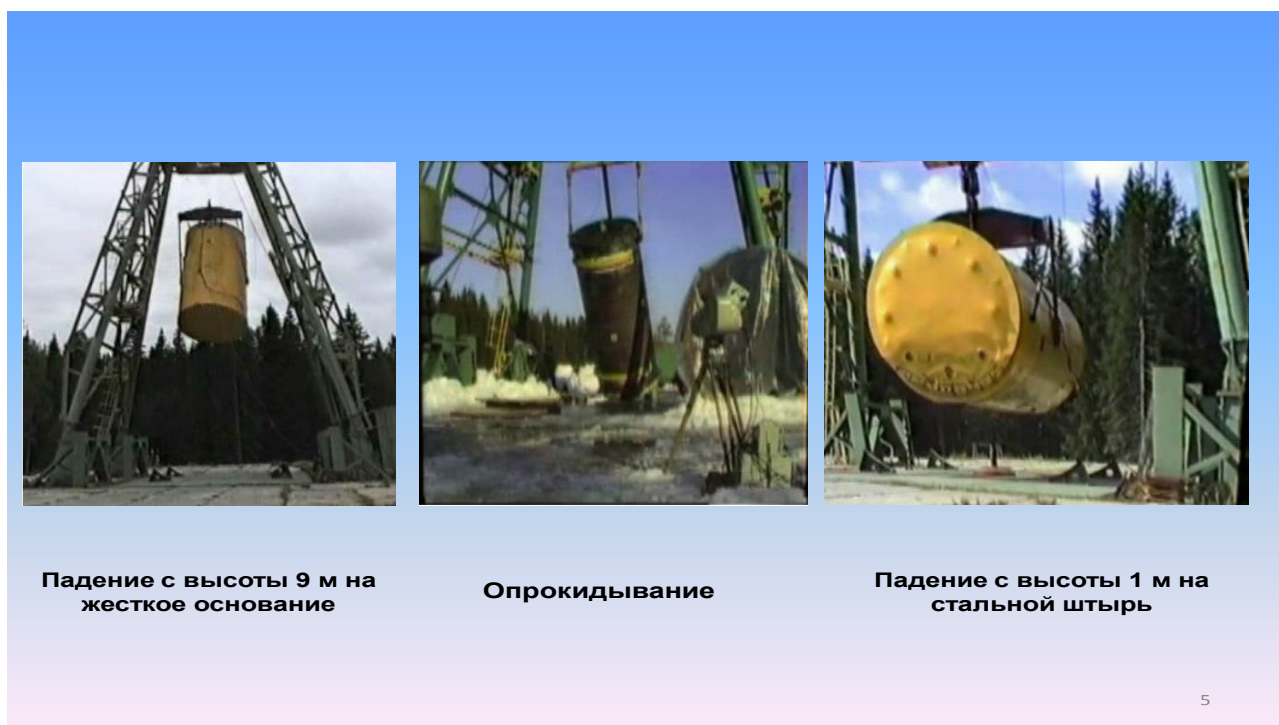 Падение с высоты 9 м на
жесткое основание
Опрокидывание
Падение с высоты 1 м на
стальной штырь
5